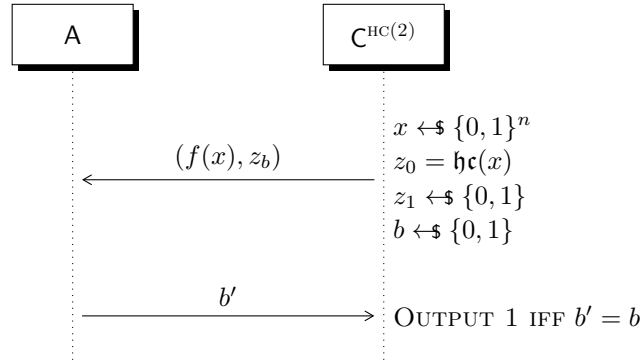 A
C^HC(2)
x ←$ {0, 1}^n
(f(x), z_b)
z_0 = 𝔥𝔠(x)
z_1 ←$ {0, 1}
b ←$ {0, 1}
b′
OUTPUT 1 IFF b′ = b